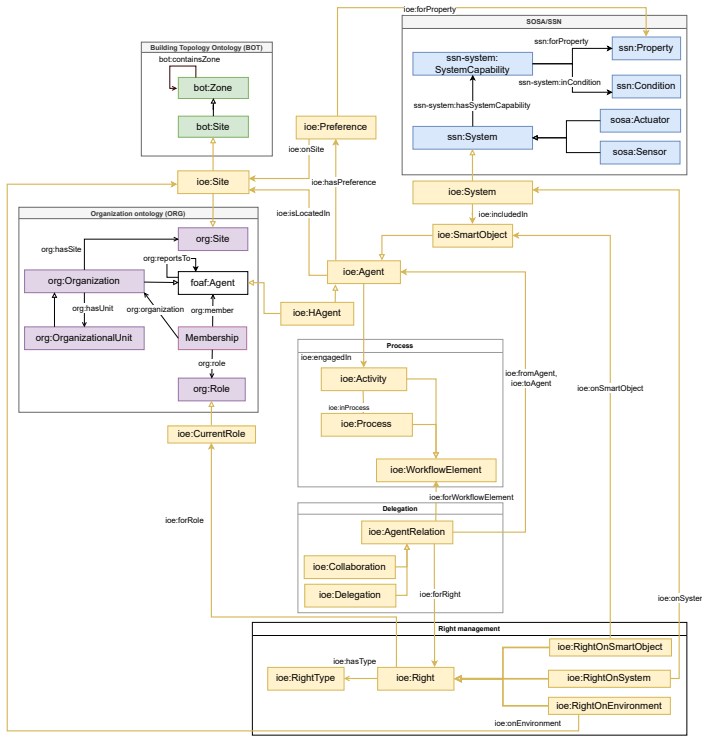 ioe:forProperty
SOSA/SSN
Building Topology Ontology (BOT)
bot:containsZone
bot:Zone
bot:Site
ssn-system:
SystemCapability
ssn:forProperty
ssn:Property
ssn-system:inCondition
ssn:Condition
ssn-system:hasSystemCapability
ssn:System
sosa:Actuator
sosa:Sensor
ioe:Preference
ioe:onSite
ioe:hasPreference
ioe:Site
ioe:System
ioe:includedIn
ioe:isLocatedIn
ioe:SmartObject
Organization ontology (ORG)
org:Site
org:hasSite
org:reportsTo
org:Organization
foaf:Agent
org:hasUnit
org:organization
org:member
org:OrganizationalUnit
Membership
org:role
org:Role
ioe:Agent
ioe:HAgent
ioe:CurrentRole
Process
ioe:engagedIn
ioe:Activity
ioe:inProcess
ioe:Process
ioe:WorkflowElement
ioe:fromAgent,
ioe:toAgent
ioe:onSmartObject
ioe:forWorkflowElement
Delegation
ioe:AgentRelation
ioe:Collaboration
ioe:Delegation
ioe:forRole
ioe:forRight
ioe:onSyster
Right management
ioe:hasType
ioe:RightType
ioe:Right
ioe:RightOnSmartObject
ioe:RightOnSystem
ioe:RightOnEnvironment
ioe:onEnvironment